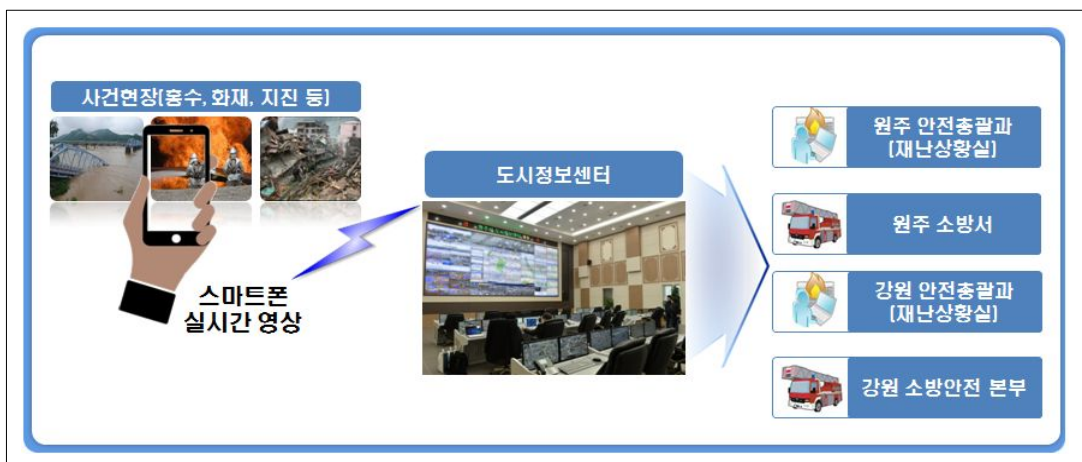 사건현장(홍수, 화재, 지진 등)
스마트폰
실시간 영상
도시정보센터
원주 안전총괄과
(재난상황실)
원주 소방서
강원 안전총괄과
(재난상황실)
강원 소방안전 본부